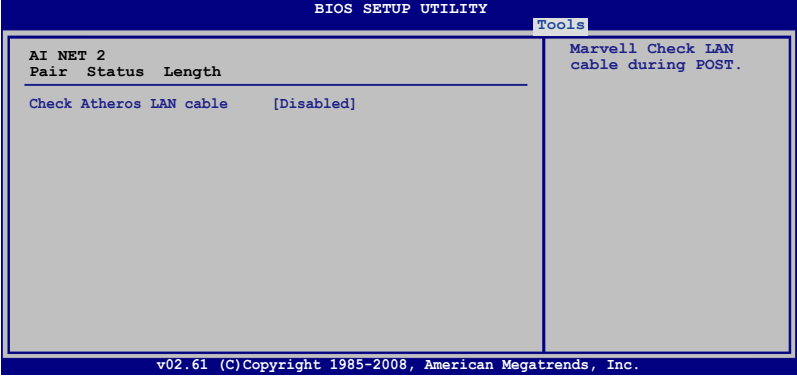 BIOS SETUP UTILITY
Tools
AI NET 2
Pair Status Length
Check Atheros LAN cable [Disabled]
Marvell Check LAN
cable during POST.
v02.61 (C)Copyright 1985-2008, American Megatrends, Inc.